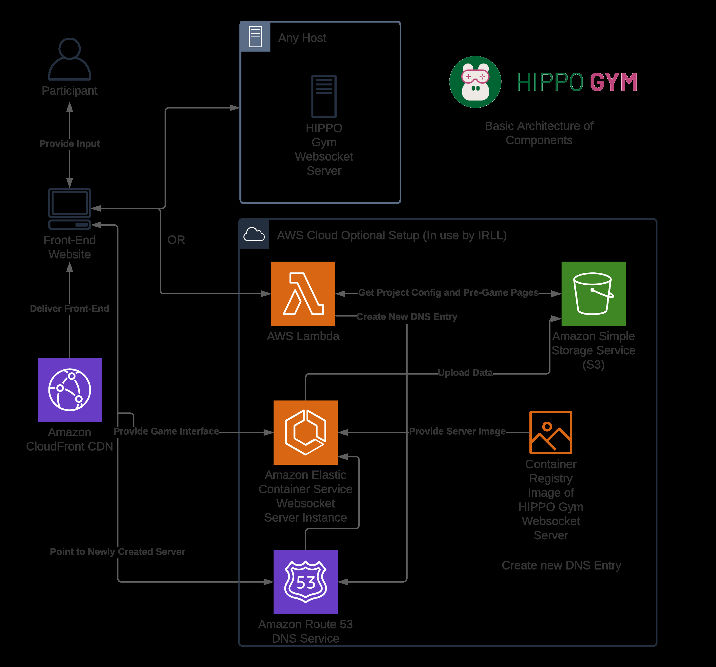 Any Host
HIPPO GYM
Participant
Basic Architecture of
Components
HIPPO
Gym
Websocket
Server
Provide Input
Front-End
Website
OR
AWS Cloud Optional Setup (In use by IRLL)
Get Project Config and Pre-Game Pages
Deliver Front-End
Create New DNS Entry
AWS Lambda
Amazon Simple
Storage Service
(S3)
Upload Data
Amazon
CloudFront CDN
Provide Game Interface
Provide Server Image
Amazon Elastic
Container Service
Websocket
Server Instance
Container
Registry
Image of
HIPPO Gym
Websocket
Server
Point to Newly Created Server
Create new DNS Entry
53
Amazon Route 53
DNS Service